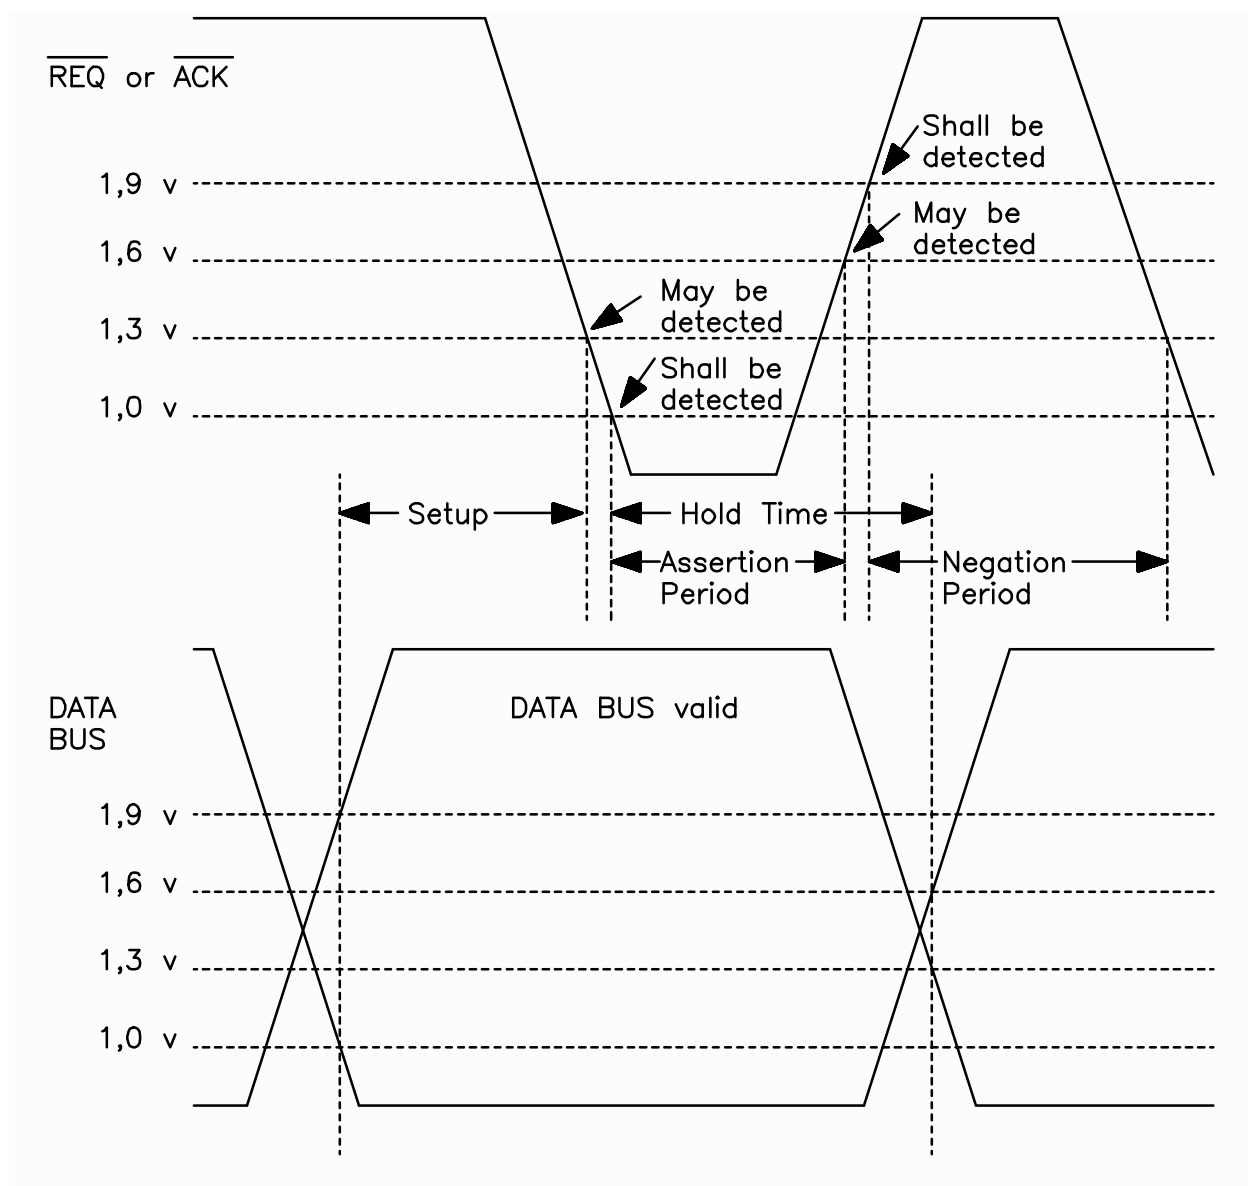 REQ or ACK
Shall be
detected
1,9 v
May be
detected
1,6 v
May be
detected
1,3 v
Shall be
detected
1,0 v
Setup
Hold Time
Assertion
Period
Negation
Period
DATA
BUS
DATA BUS valid
1,9 v
1,6 v
1,3 v
1,0 v